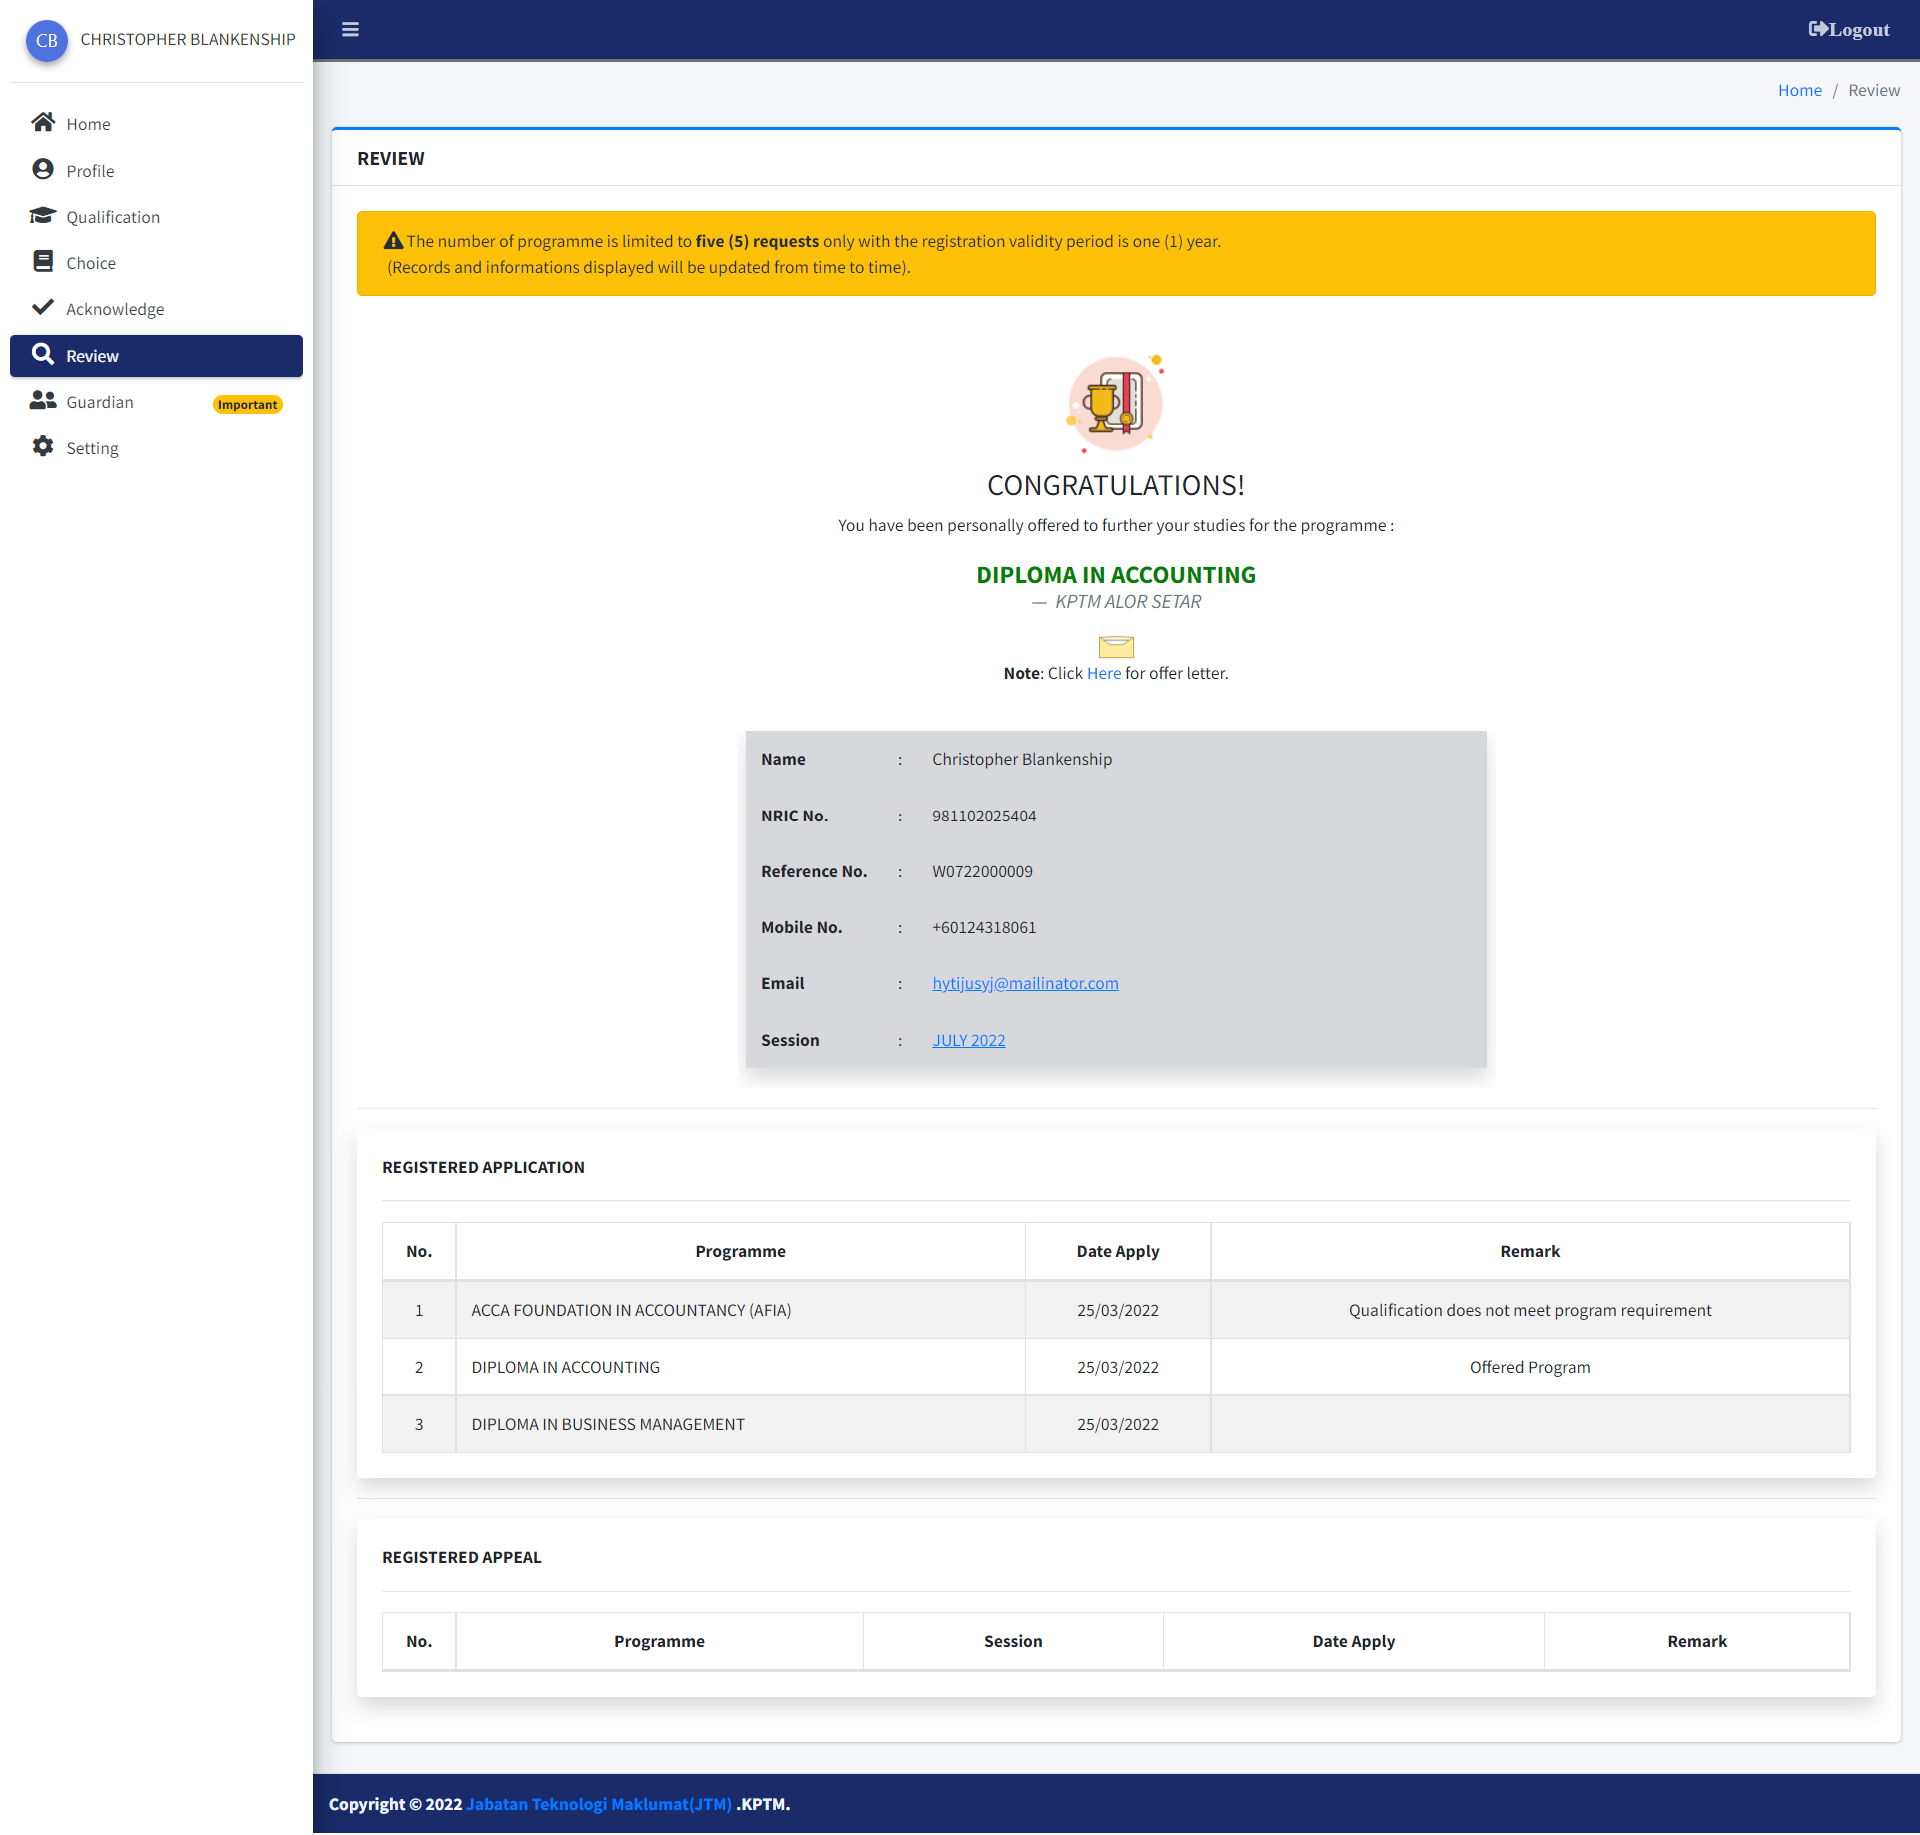 CB CHRISTOPHER BLANKENSHIP
Home
Profile
Qualification
Choice
Acknowledge
Review
Guardian Important
Setting
Logout
Home / Review
REVIEW
The number of programme is limited to five (5) requests only with the registration validity period is one (1) year.
(Records and informations displayed will be updated from time to time).
CONGRATULATIONS!
You have been personally offered to further your studies for the programme :
DIPLOMA IN ACCOUNTING
— KPTM ALOR SETAR
Note: Click Here for offer letter.
Name : Christopher Blankenship
NRIC No. : 981102025404
Reference No. : W0722000009
Mobile No. : +60124318061
Email : hytijusyj@mailinator.com
Session : JULY 2022
REGISTERED APPLICATION
No. Programme Date Apply Remark
1 ACCA FOUNDATION IN ACCOUNTANCY (AFIA) 25/03/2022 Qualification does not meet program requirement
2 DIPLOMA IN ACCOUNTING 25/03/2022 Offered Program
3 DIPLOMA IN BUSINESS MANAGEMENT 25/03/2022
REGISTERED APPEAL
No. Programme Session Date Apply Remark
Copyright © 2022 Jabatan Teknologi Maklumat(JTM) .KPTM.